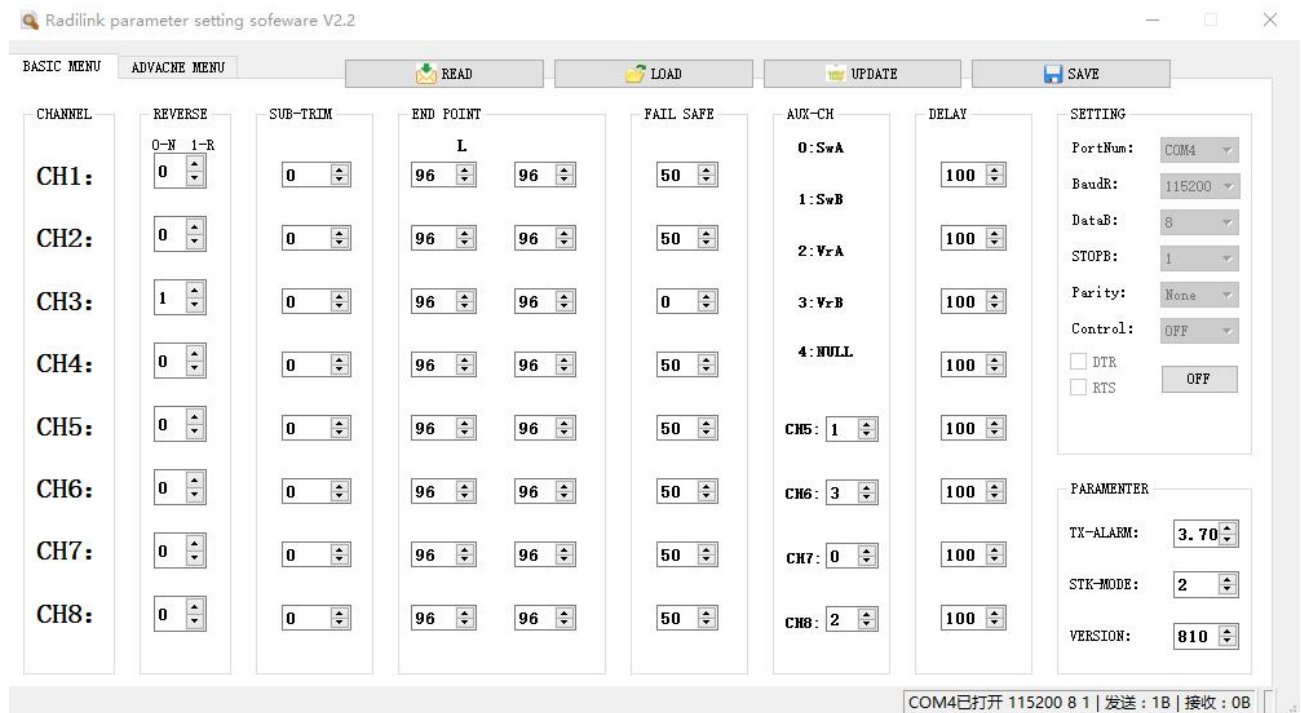 Radilink parameter setting sofeware V2.2
BASIC MENU ADVACNE MENU READ LOAD UPDATE SAVE
CHANNEL REVERSE SUB-TRIM END POINT FAIL SAFE AUX-CH DELAY SETTING
0-N 1-R L 0:SwA PortNum: COM4
CH1: 0 0 96 96 50 100
BaudR: 115200
1:SwB
DataB: 8
CH2: 0 0 96 96 50 100
2:VrA STOPB: 1
CH3: 1 0 96 96 0 3:VrB 100 Parity: None
Control: OFF
4:NULL
CH4: 0 0 96 96 50 100 DTR
OFF
RTS
CH5: 0 0 96 96 50 CH5: 1 100
CH6: 0 0 96 96 50 CH6: 3 100 PARAMENTER
TX-ALARM: 3.70
CH7: 0 0 96 96 50 CH7: 0 100
STK-MODE: 2
CH8: 0 0 96 96 50 CH8: 2 100
VERSION: 810
COM4已打开 115200 8 1 | 发送：1B | 接收：0B